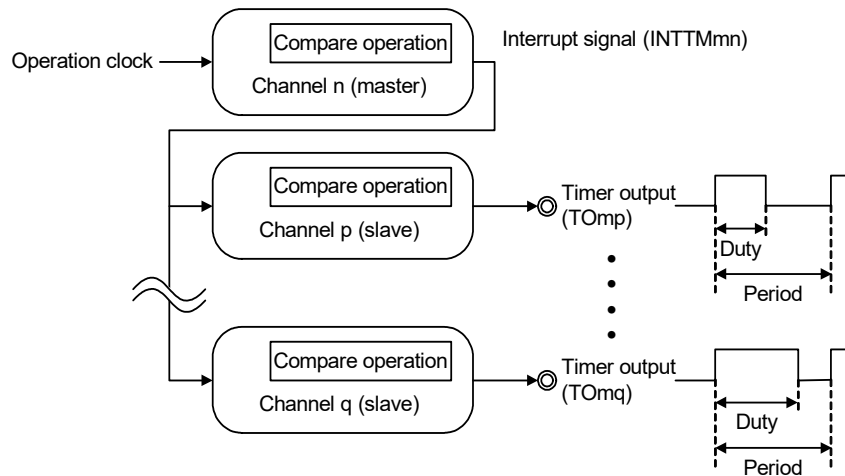 Compare operation
Interrupt signal (INTTMmn)
Operation clock
Channel n (master)
Compare operation
Channel p (slave)
Timer output
(TOmp)
Duty
Period
Compare operation
Channel q (slave)
Timer output
(TOmq)
Duty
Period